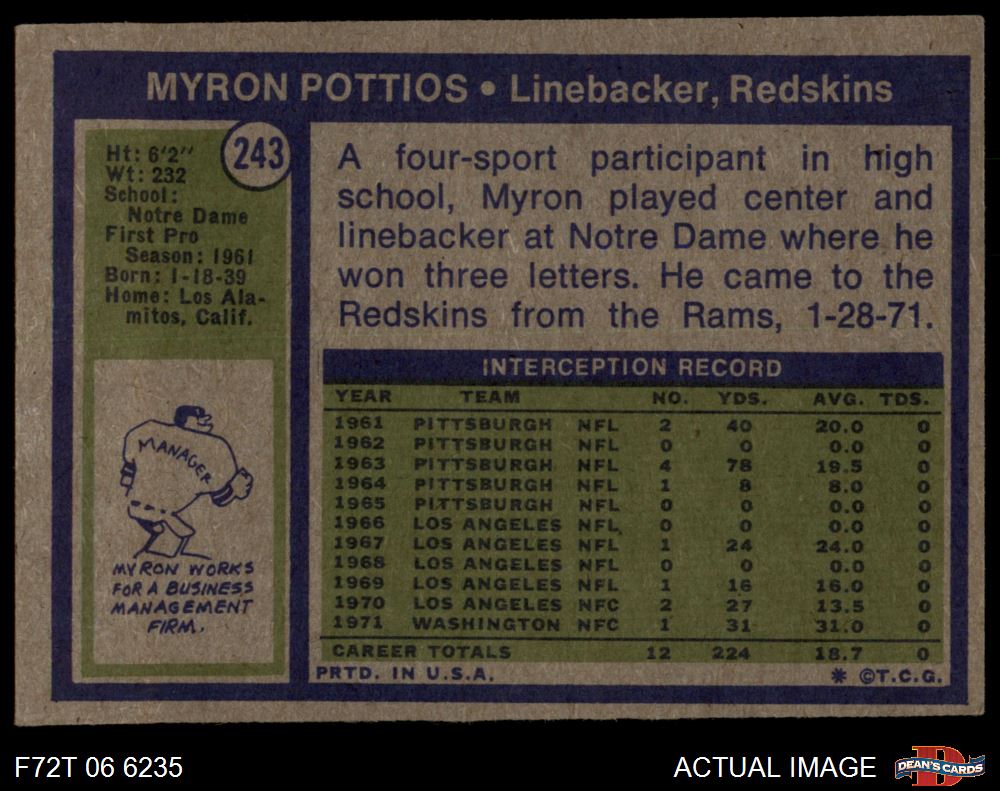 MYRON POTTIOS • Linebacker, Redskins
243
Ht: 6'2"
Wt: 232
School:
Notre Dame
First Pro
Season: 1961
Born: 1-18-39
Home: Los Ala-
mitos, Calif.
A four-sport participant in high
school, Myron played center and
linebacker at Notre Dame where he
won three letters. He came to the
Redskins from the Rams, 1-28-71.
MANAGER
MYRON WORKS
FOR A BUSINESS
MANAGEMENT
FIRM.
INTERCEPTION RECORD
YEAR TEAM NO. YDS. AVG. TDS.
1961 PITTSBURGH NFL 2 40 20.0 0
1962 PITTSBURGH NFL 0 0 0.0 0
1963 PITTSBURGH NFL 4 78 19.5 0
1964 PITTSBURGH NFL 1 8 8.0 0
1965 PITTSBURGH NFL 0 0 0.0 0
1966 LOS ANGELES NFL 0 0 0.0 0
1967 LOS ANGELES NFL 1 24 24.0 0
1968 LOS ANGELES NFL 0 0 0.0 0
1969 LOS ANGELES NFL 1 16 16.0 0
1970 LOS ANGELES NFC 2 27 13.5 0
1971 WASHINGTON NFC 1 31 31.0 0
CAREER TOTALS 12 224 18.7 0
PRTD. IN U.S.A. * ©T.C.G.
F72T 06 6235
ACTUAL IMAGE
D
DEAN'S CARDS